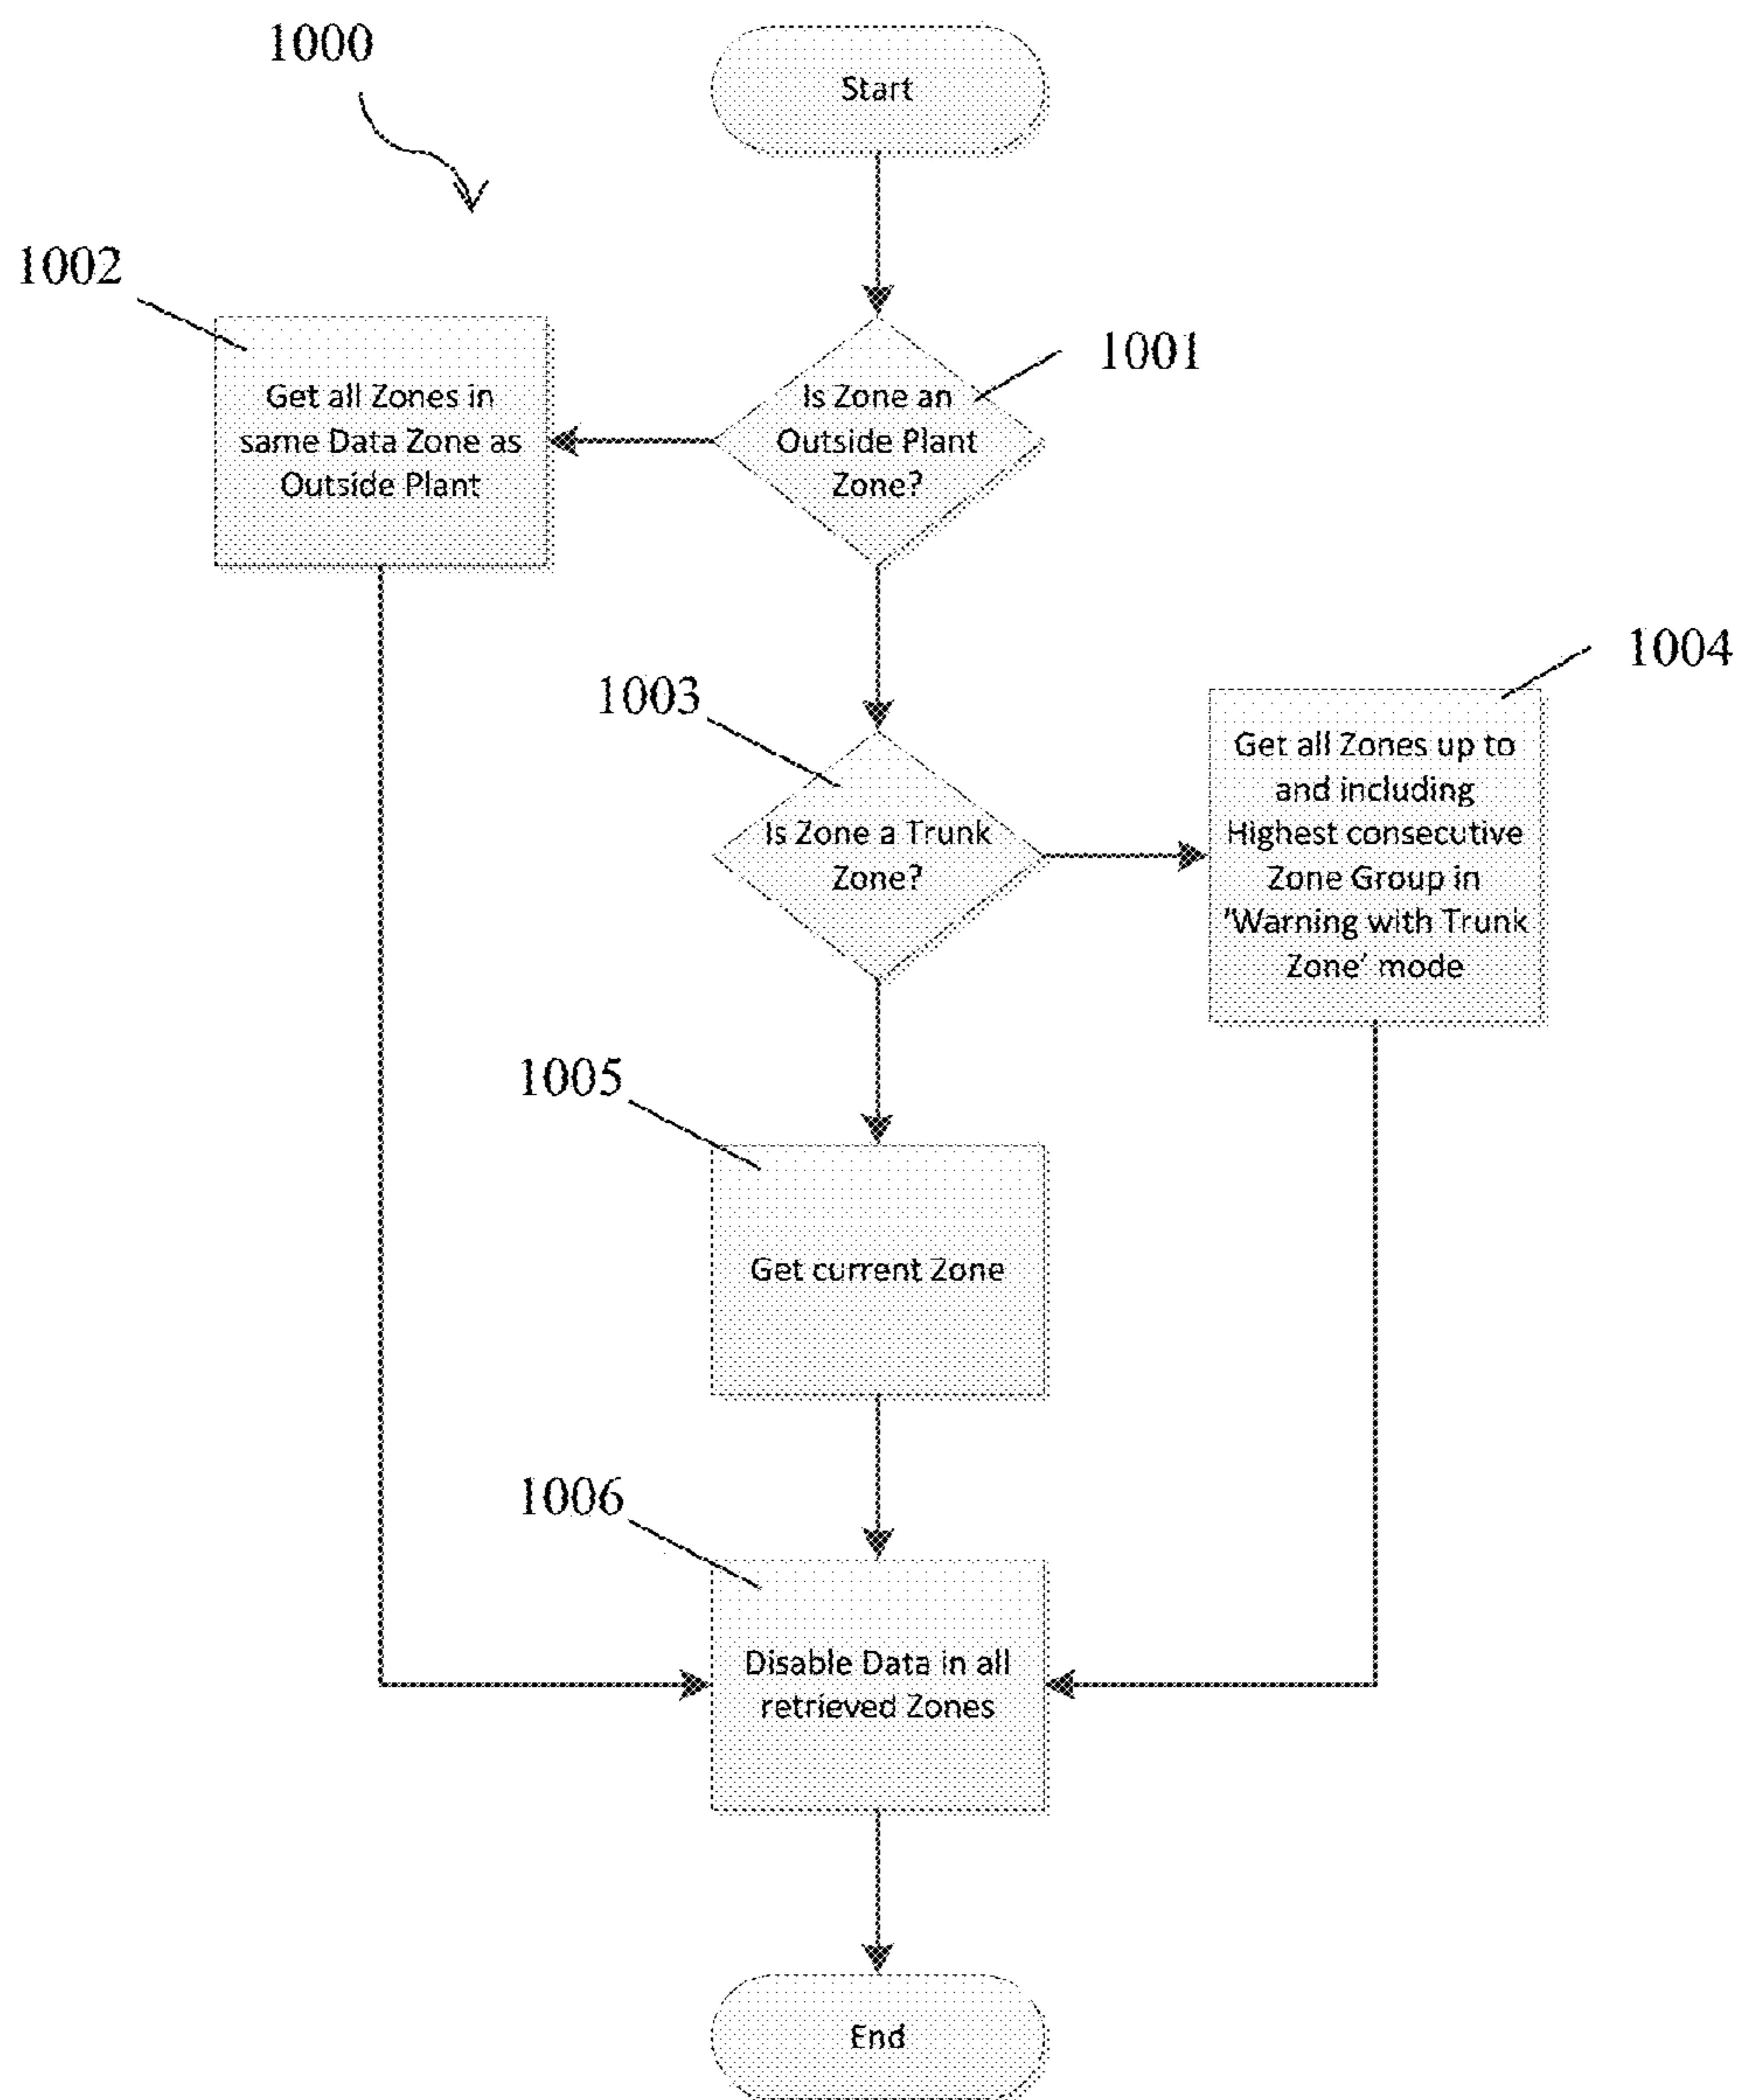 1000
Start
1002
Get all Zones in
same Data Zone as
Outside Plant
1001
Is Zone an
Outside Plant
Zone?
1003
Is Zone a Trunk
Zone?
1004
Get all Zones up to
and including
Highest consecutive
Zone Group in
'Warning with Trunk
Zone' mode
1005
Get current Zone
1006
Disable Data in all
retrieved Zones
End